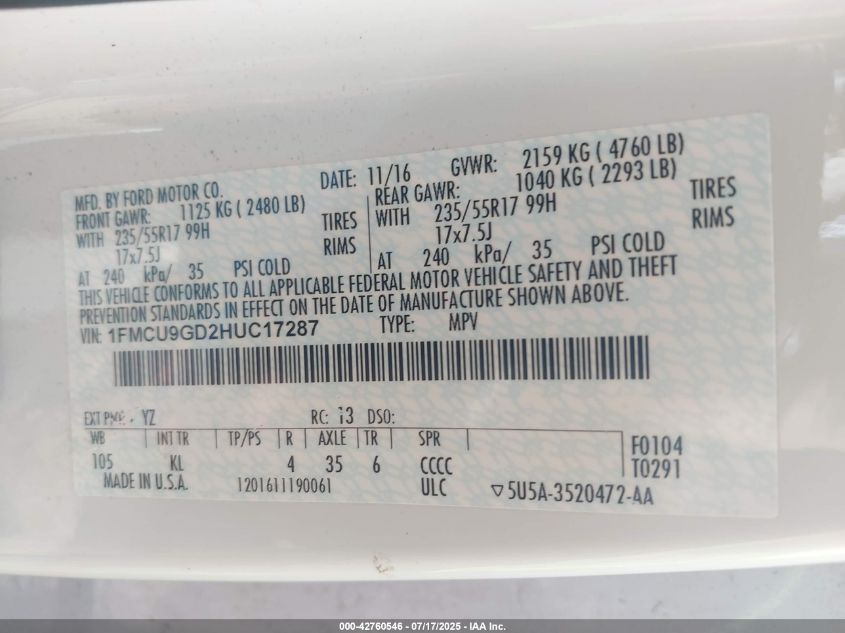 MFD. BY FORD MOTOR CO. DATE: 11/16 GVWR: 2159 KG ( 4760 LB)
FRONT GAWR: 1125 KG ( 2480 LB) REAR GAWR: 1040 KG ( 2293 LB)
WITH 235/55R17 99H TIRES WITH 235/55R17 99H TIRES
17x7.5J RIMS 17x7.5J RIMS
AT 240 kPa/ 35 PSI COLD AT 240 kPa/ 35 PSI COLD
THIS VEHICLE CONFORMS TO ALL APPLICABLE FEDERAL MOTOR VEHICLE SAFETY AND THEFT
PREVENTION STANDARDS IN EFFECT ON THE DATE OF MANUFACTURE SHOWN ABOVE.
VIN: 1FMCU9GD2HUC17287 TYPE: MPV
EXT YZ RC: 13 DSO:
WB INT TR TP/PS R AXLE TR SPR F0104
105 KL 4 35 6 CCCC T0291
MADE IN U.S.A. 1201611190061 ULC ▽5U5A-3520472-AA
000-42760546 - 07/17/2025 - IAA Inc.